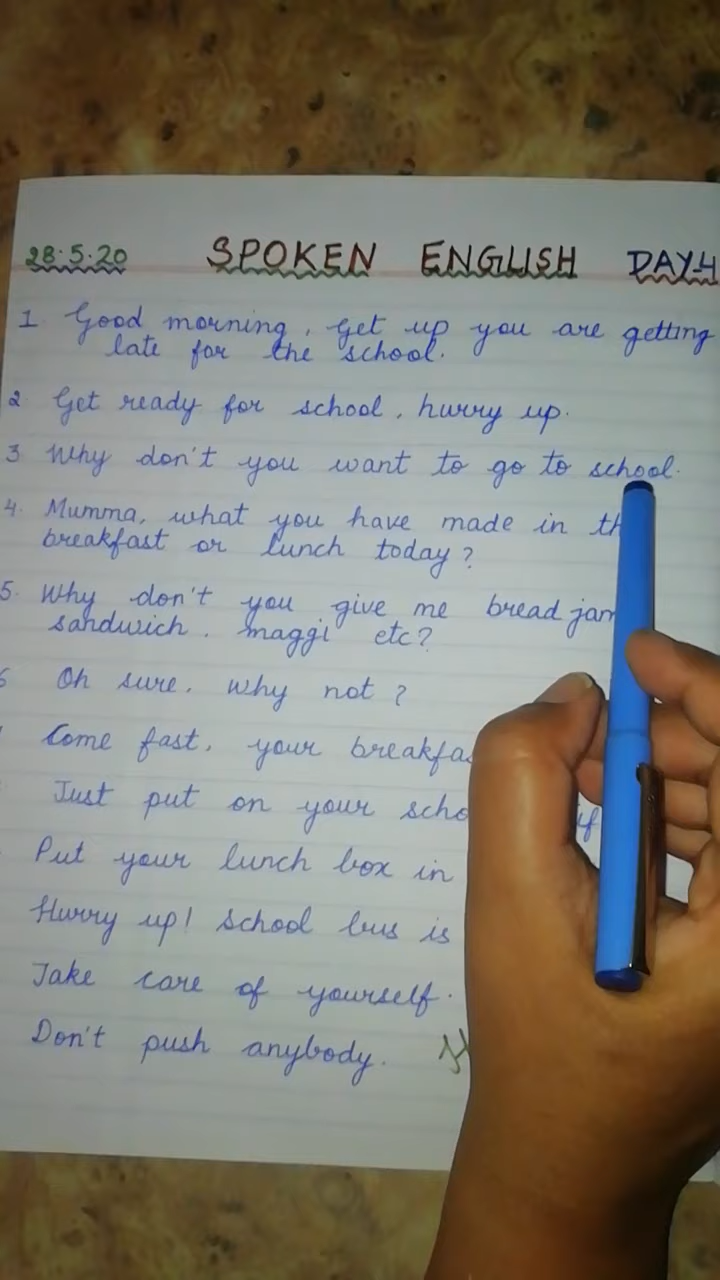 28.5.20 SPOKEN ENGLISH DAY-4
1 Good morning, Get up you are getting
late for the school.
2. Get ready for school, hurry up.
3 Why don't you want to go to school.
4. Mumma, what you have made in
breakfast or lunch today?
5. Why don't you give me bread jam
sandwich, maggi etc?
6 Oh sure, why not?
Come fast, your
Just put on your
Put your lunch box in
Hurry up! School bus is
Take care of yourself.
Don't push anybody.